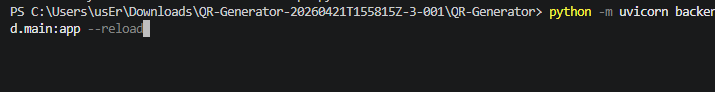 PS C:\Users\usEr\Downloads\QR-Generator-20260421T155815Z-3-001\QR-Generator> python -m uvicorn backen
d.main:app --reload